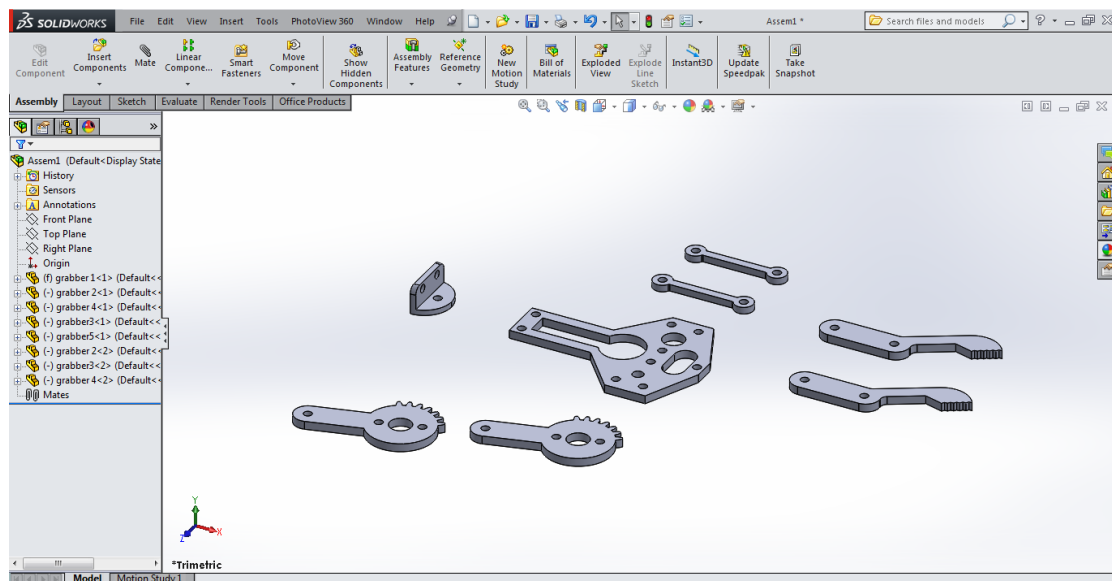 SOLIDWORKS File Edit View Insert Tools PhotoView 360 Window Help Assem1 * Search files and models
Edit Component
Insert Components
Mate
Linear Compone...
Smart Fasteners
Move Component
Show Hidden Components
Assembly Features
Reference Geometry
New Motion Study
Bill of Materials
Exploded View
Explode Line Sketch
Instant3D
Update Speedpak
Take Snapshot
Assembly Layout Sketch Evaluate Render Tools Office Products
Assem1 (Default<Display State
History
Sensors
Annotations
Front Plane
Top Plane
Right Plane
Origin
(f) grabber 1<1> (Default<<
(-) grabber 2<1> (Default<<
(-) grabber 4<1> (Default<<
(-) grabber3<1> (Default<<
(-) grabber5<1> (Default<<
(-) grabber 2<2> (Default<<
(-) grabber3<2> (Default<<
(-) grabber 4<2> (Default<<
Mates
Y
X
Z
*Trimetric
Model Motion Study 1